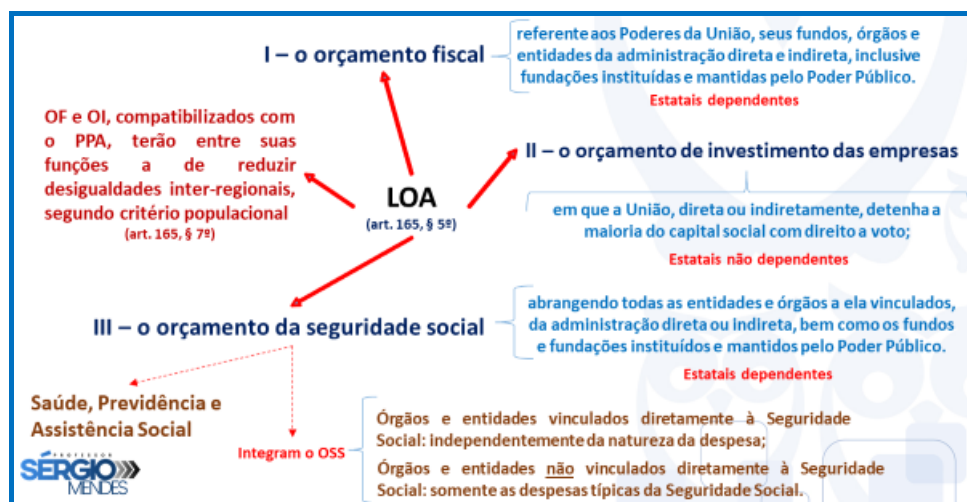 I – o orçamento fiscal
referente aos Poderes da União, seus fundos, órgãos e
entidades da administração direta e indireta, inclusive
fundações instituídas e mantidas pelo Poder Público.
Estatais dependentes
OF e OI, compatibilizados com
o PPA, terão entre suas
funções a de reduzir
desigualdades inter-regionais,
segundo critério populacional
(art. 165, § 7º)
LOA
(art. 165, § 5º)
II – o orçamento de investimento das empresas
em que a União, direta ou indiretamente, detenha a
maioria do capital social com direito a voto;
Estatais não dependentes
III – o orçamento da seguridade social
abrangendo todas as entidades e órgãos a ela vinculados,
da administração direta ou indireta, bem como os fundos
e fundações instituídos e mantidos pelo Poder Público.
Estatais dependentes
Saúde, Previdência e
Assistência Social
Integram o OSS
Órgãos e entidades vinculados diretamente à Seguridade
Social: independentemente da natureza da despesa;
Órgãos e entidades não vinculados diretamente à Seguridade
Social: somente as despesas típicas da Seguridade Social.
PROFESSOR
SÉRGIO
MENDES